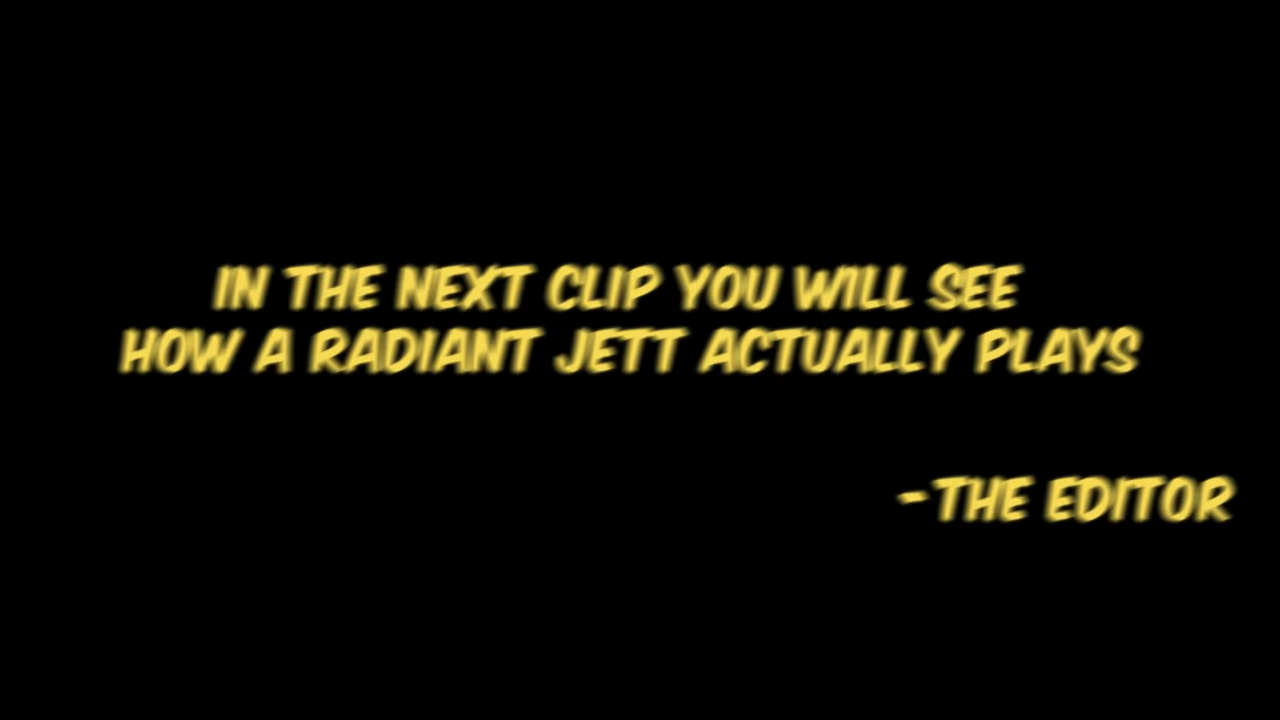 IN THE NEXT CLIP YOU WILL SEE
HOW A RADIANT JETT ACTUALLY PLAYS
-THE EDITOR